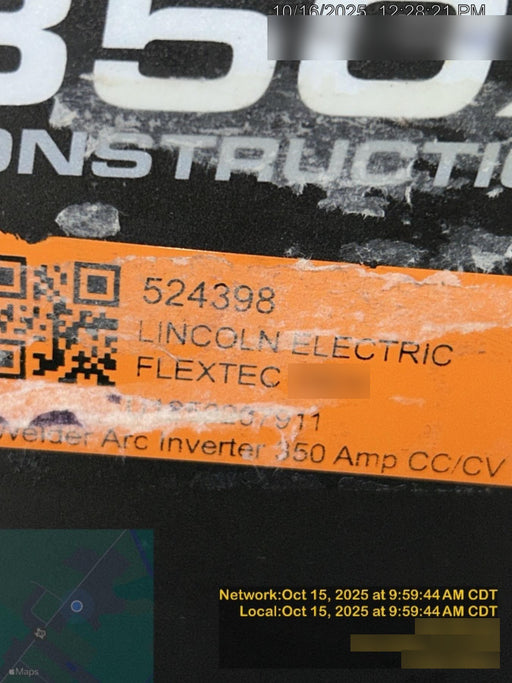 10/16/2025 12:28:21 PM
350
ONSTRUCTI
524398
LINCOLN ELECTRIC
FLEXTEC
Welder Arc Inverter 350 Amp CC/CV
Network:Oct 15, 2025 at 9:59:44 AM CDT
Local:Oct 15, 2025 at 9:59:44 AM CDT
Maps